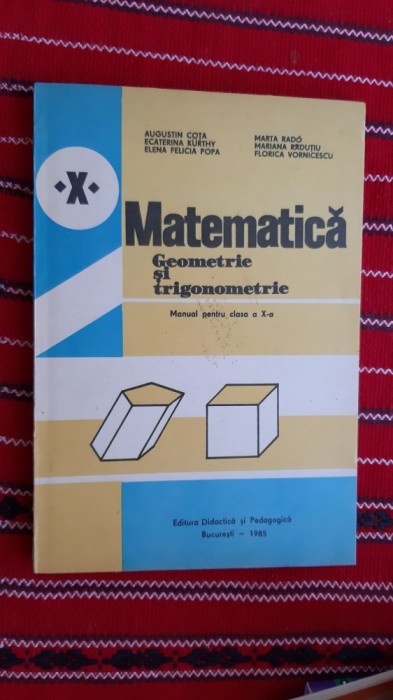 AUGUSTIN COȚA
ECATERINA KURTHY
ELENA FELICIA POPA
MARTA RADÓ
MARIANA RĂDUȚIU
FLORICA VORNICESCU
·X·
Matematică
Geometrie
și
trigonometrie
Manual pentru clasa a X-a
Editura Didactică și Pedagogică
București – 1985